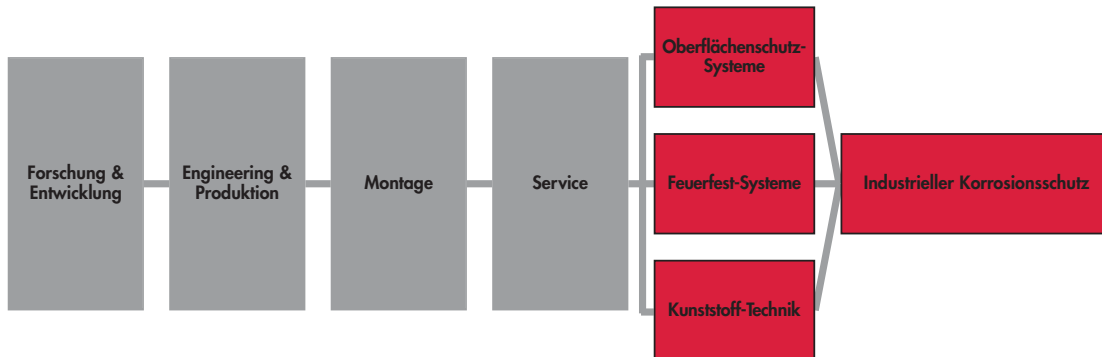 Forschung &
Entwicklung
Engineering &
Produktion
Montage
Service
Oberflächenschutz-
Systeme
Feuerfest-Systeme
Kunststoff-Technik
Industrieller Korrosionsschutz